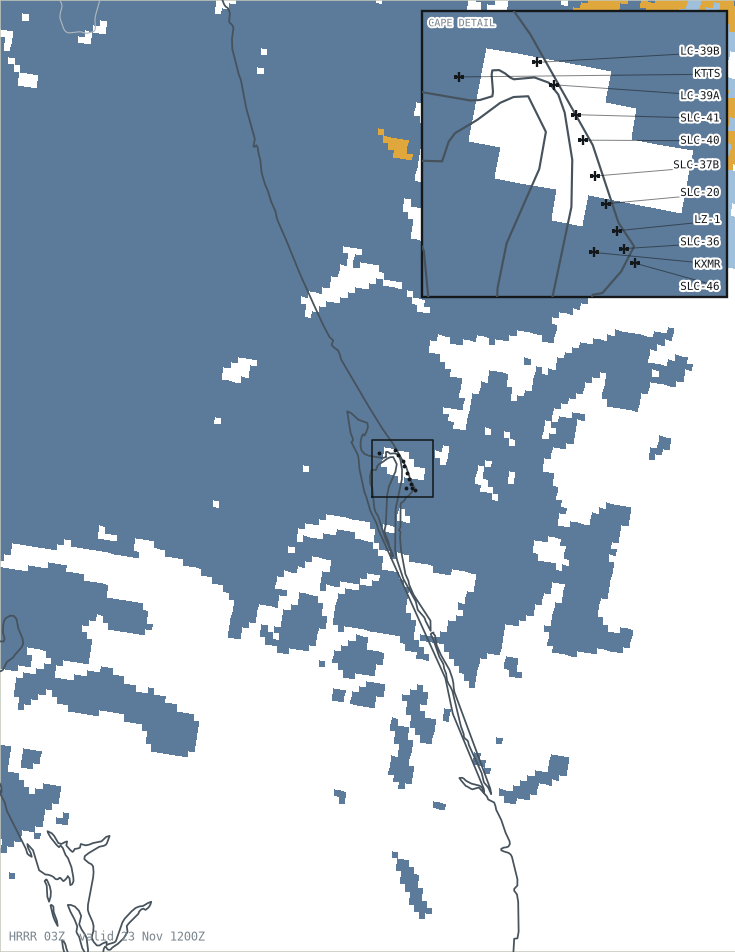 CAPE DETAIL
LC-39B
KTTS
LC-39A
SLC-41
SLC-40
SLC-37B
SLC-20
LZ-1
SLC-36
KXMR
SLC-46
HRRR 03Z valid 23 Nov 1200Z